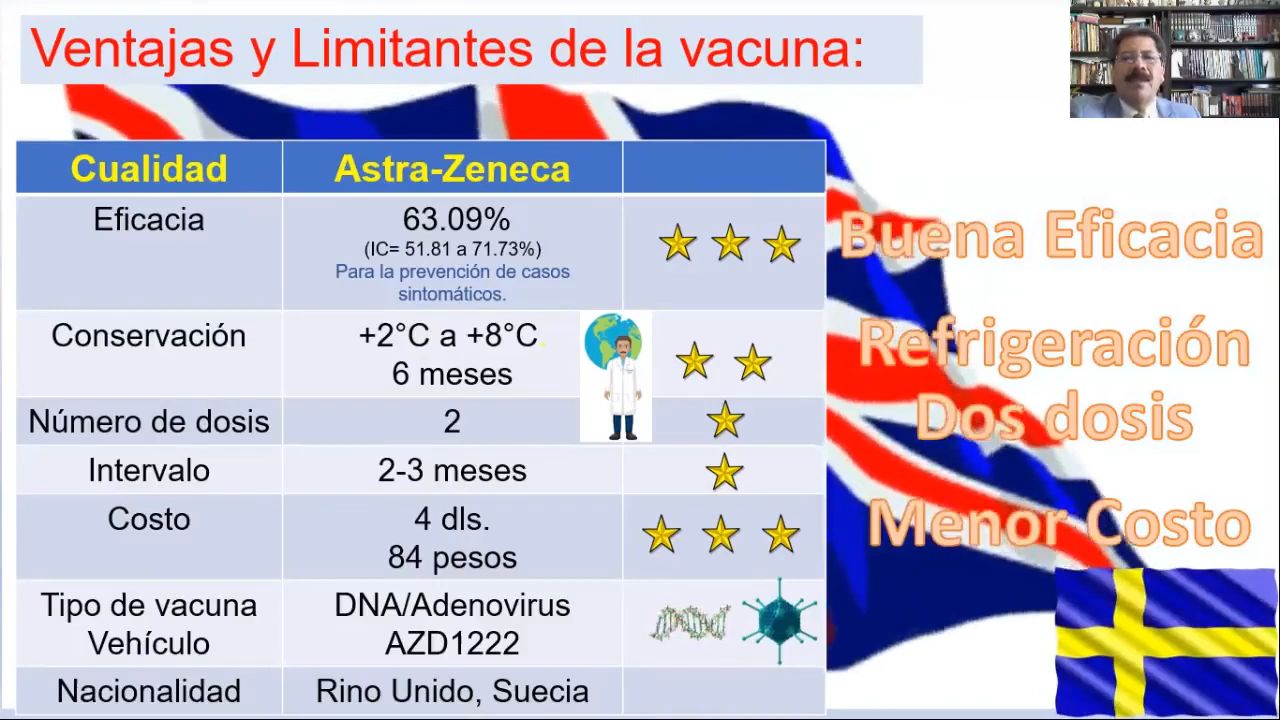 Ventajas y Limitantes de la vacuna:
Cualidad
Astra-Zeneca
Eficacia
63.09%
(IC= 51.81 a 71.73%)
Para la prevención de casos
sintomáticos.
Conservación
+2°C a +8°C.
6 meses
Número de dosis
2
Intervalo
2-3 meses
Costo
4 dls.
84 pesos
Tipo de vacuna
Vehículo
DNA/Adenovirus
AZD1222
Nacionalidad
Rino Unido, Suecia
Buena Eficacia
Refrigeración
Dos dosis
Menor Costo